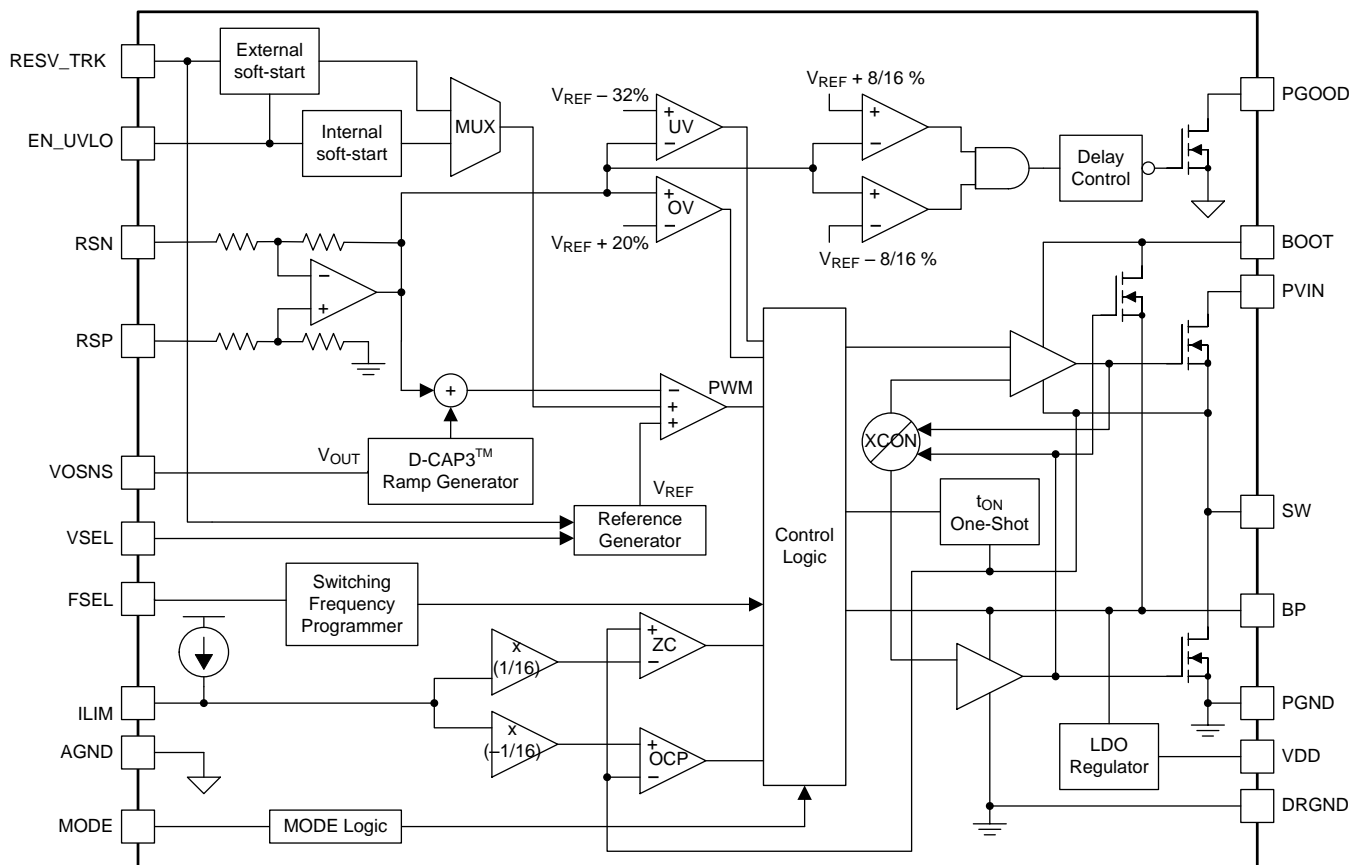 RESV_TRK
External
soft-start
EN_UVLO
Internal
soft-start
MUX
RSN
RSP
VREF – 32%
+
UV
–
+
OV
–
VREF + 20%
VREF + 8/16 %
+
–
+
–
VREF – 8/16 %
Delay
Control
PGOOD
BOOT
PVIN
–
+
+
–
+
+
PWM
VOSNS
VOUT
D-CAP3™
Ramp Generator
VREF
VSEL
Reference
Generator
FSEL
Switching
Frequency
Programmer
Control
Logic
XCON
tON
One-Shot
SW
BP
x
(1/16)
+
ZC
–
ILIM
x
(–1/16)
+
OCP
–
AGND
MODE
MODE Logic
PGND
LDO
Regulator
VDD
DRGND